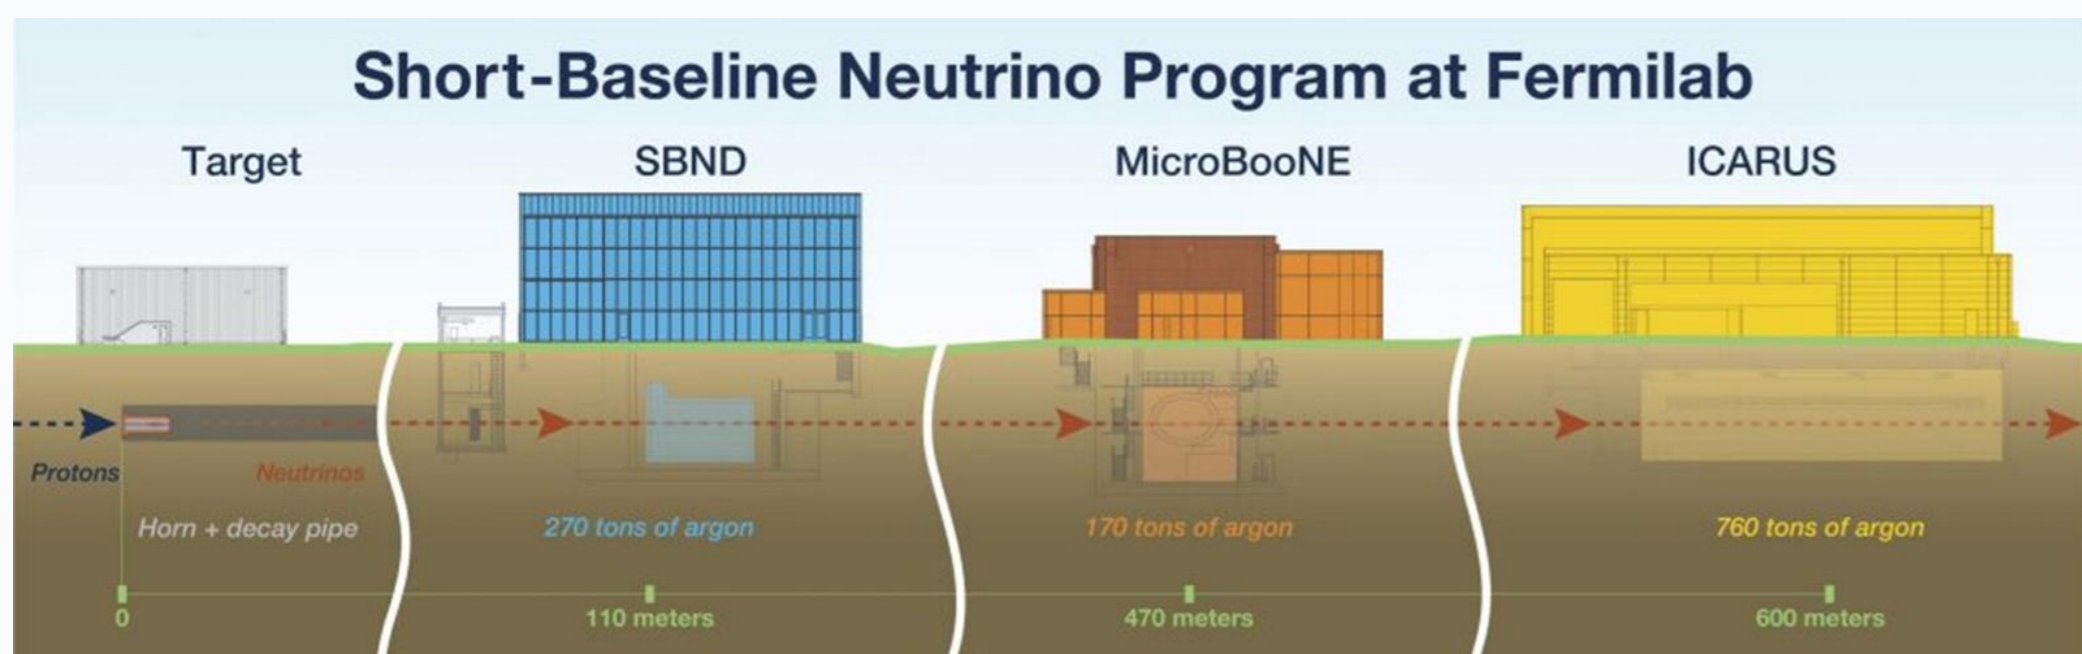 Short-Baseline Neutrino Program at Fermilab
Target
SBND
MicroBooNE
ICARUS
Protons
Neutrinos
Horn + decay pipe
270 tons of argon
170 tons of argon
760 tons of argon
0
110 meters
470 meters
600 meters